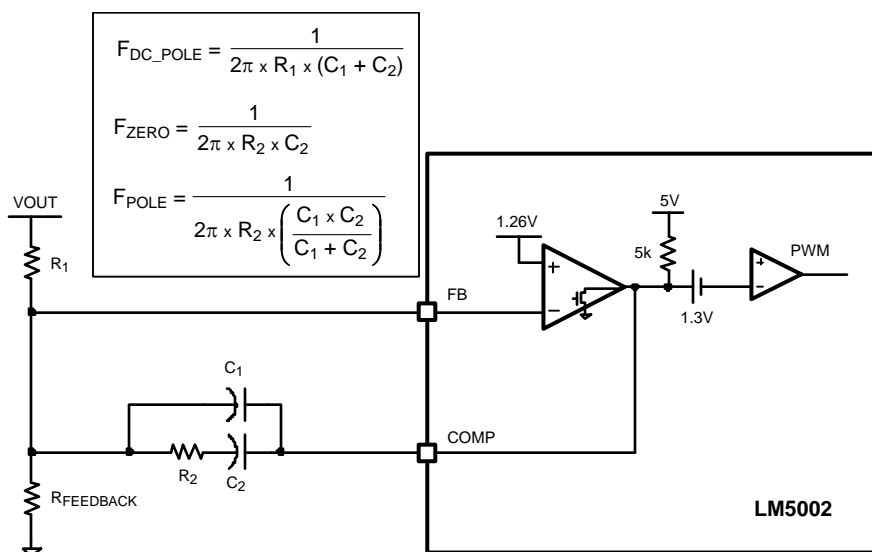 F_DC_POLE = 1 / (2π x R₁ x (C₁ + C₂))
F_ZERO = 1 / (2π x R₂ x C₂)
F_POLE = 1 / (2π x R₂ x ((C₁ x C₂) / (C₁ + C₂)))
VOUT
R₁
1.26V
5V
5k
PWM
+
−
+
−
1.3V
FB
C₁
COMP
R₂
C₂
R_FEEDBACK
LM5002